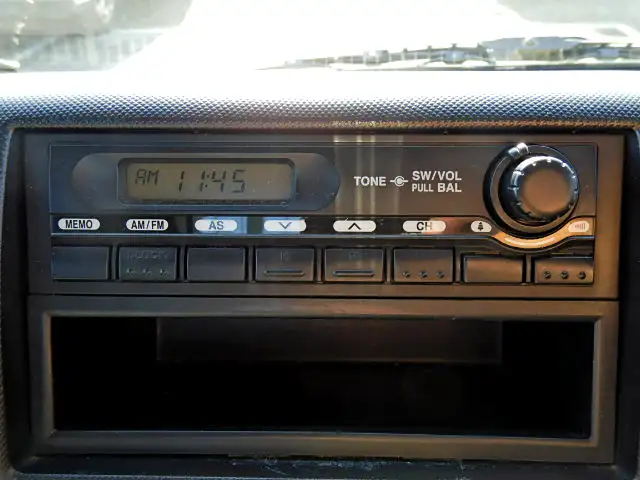 AM 11:45
TONE SW/VOL
PULL BAL
MEMO AM/FM AS CH